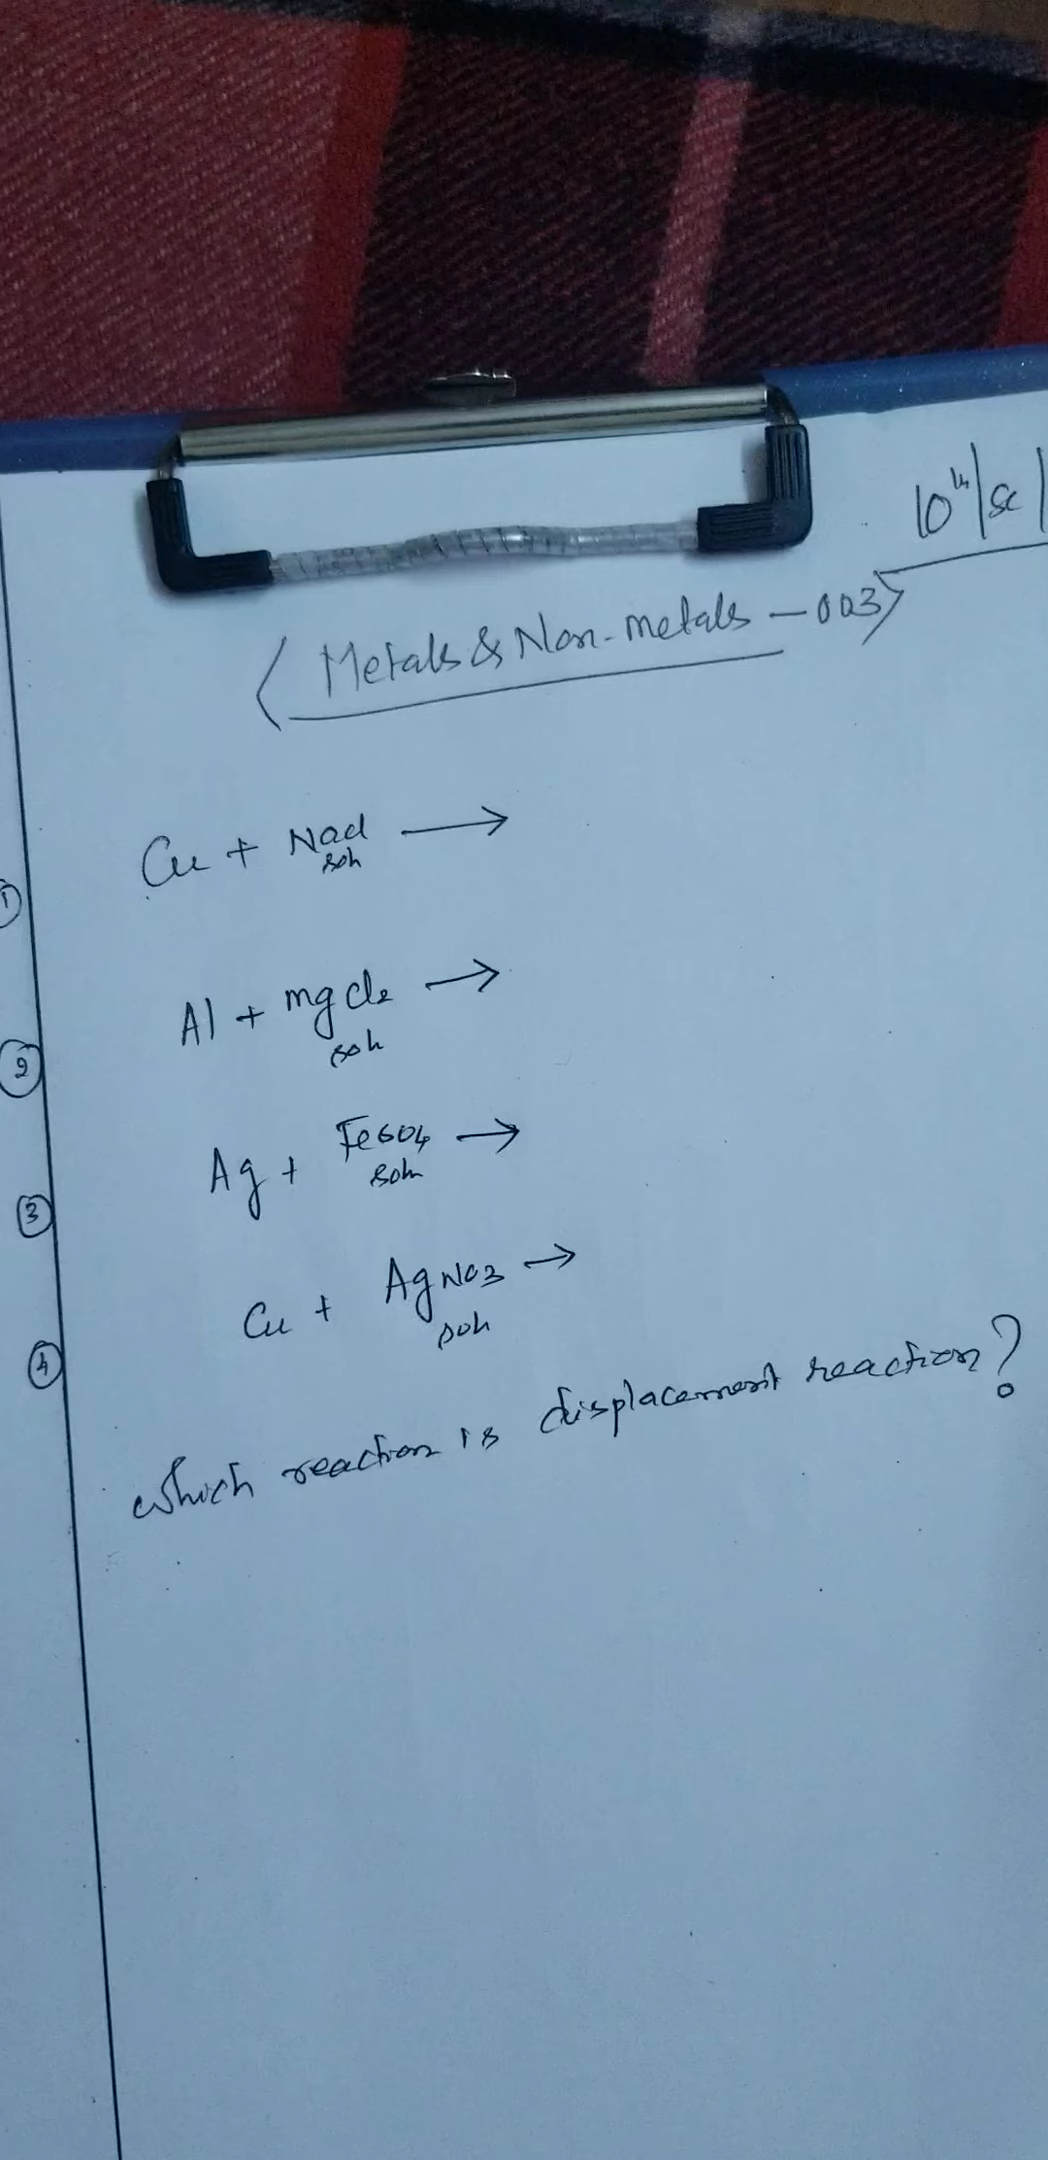 10th/sc
Metals & Non-metals - 003
① Cu + NaCl soln →
② Al + MgCl2 soln →
③ Ag + FeSO4 soln →
④ Cu + AgNO3 soln →
Which reaction is displacement reaction?